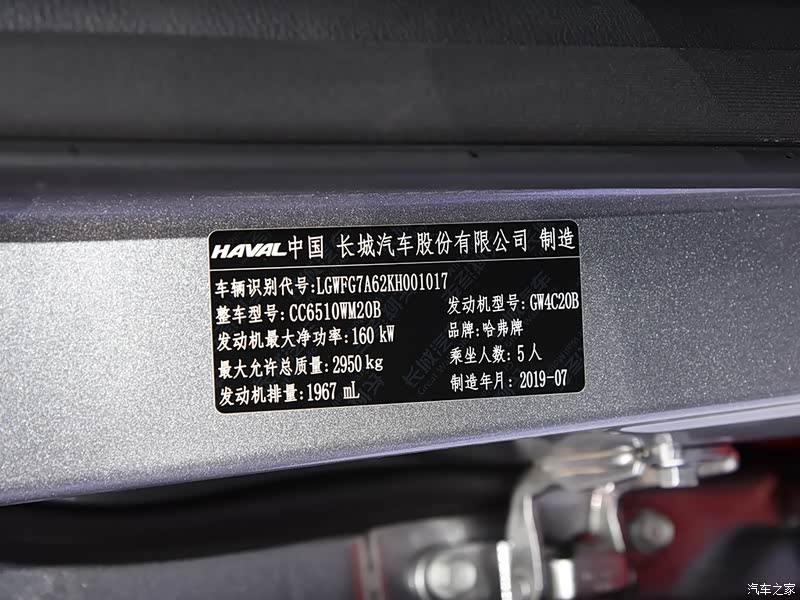 HAVAL中国 长城汽车股份有限公司 制造
车辆识别代号:LGWFG7A62KH001017
整车型号:CC6510WM20B 发动机型号:GW4C20B
发动机最大净功率:160 kW 品牌:哈弗牌
最大允许总质量:2950 kg 乘坐人数:5人
发动机排量:1967 mL 制造年月:2019-07
汽车之家